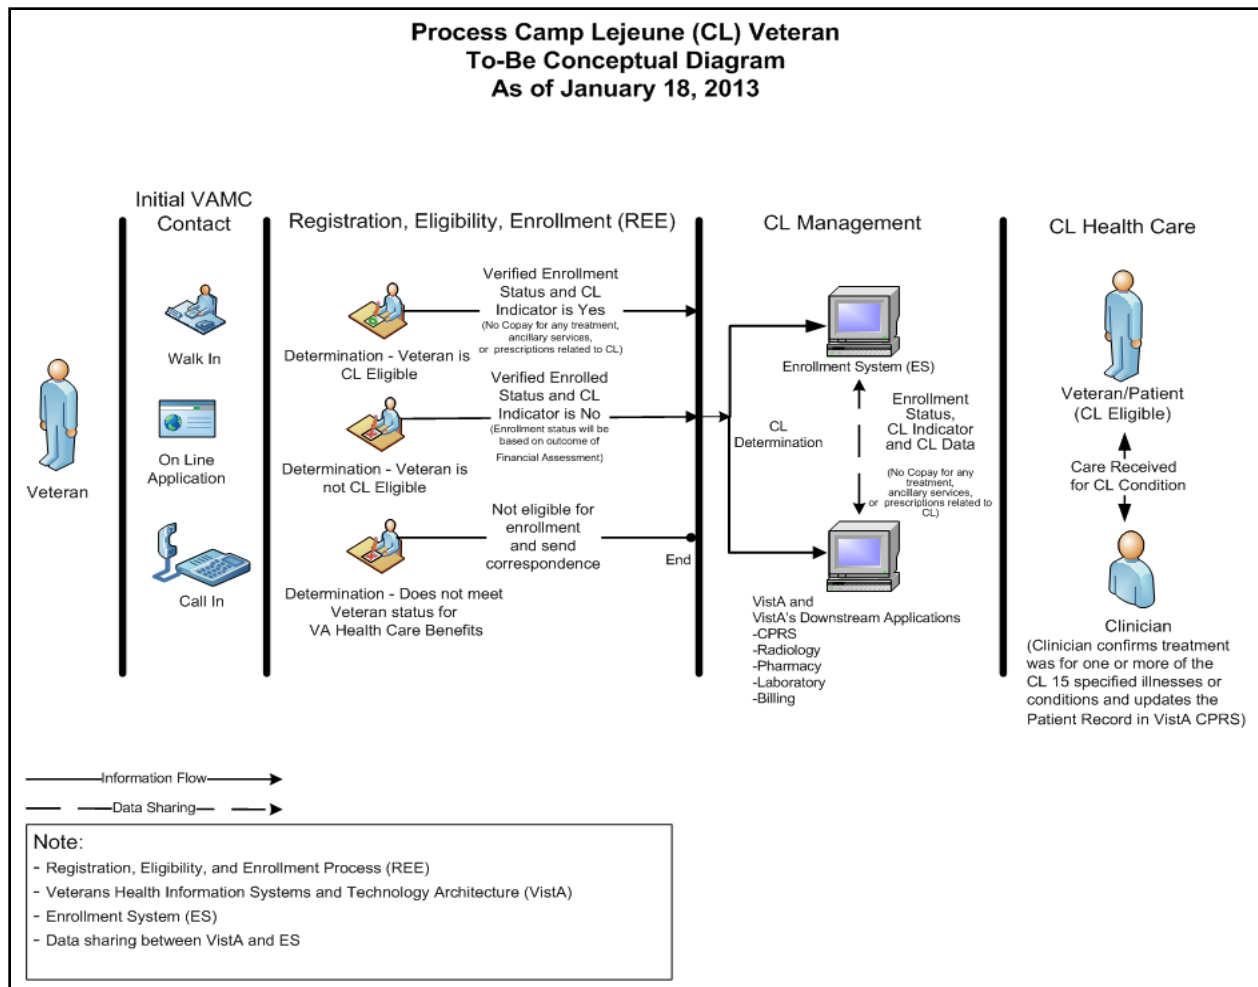 Process Camp Lejeune (CL) Veteran
To-Be Conceptual Diagram
As of January 18, 2013
Initial VAMC
Contact
Registration, Eligibility, Enrollment (REE)
CL Management
CL Health Care
Veteran
Walk In
On Line
Application
Call In
Verified Enrollment
Status and CL
Indicator is Yes
(No Copay for any treatment,
ancillary services,
or prescriptions related to CL)
Determination - Veteran is
CL Eligible
Verified Enrolled
Status and CL
Indicator is No
(Enrollment status will be
based on outcome of
Financial Assessment)
Determination - Veteran is
not CL Eligible
Not eligible for
enrollment
and send
correspondence
End
Determination - Does not meet
Veteran status for
VA Health Care Benefits
CL
Determination
Enrollment System (ES)
Enrollment
Status,
CL Indicator
and CL Data
(No Copay for any
treatment,
ancillary services,
or prescriptions related to
CL)
VistA and
VistA's Downstream Applications
-CPRS
-Radiology
-Pharmacy
-Laboratory
-Billing
Veteran/Patient
(CL Eligible)
Care Received
for CL Condition
Clinician
(Clinician confirms treatment
was for one or more of the
CL 15 specified illnesses or
conditions and updates the
Patient Record in VistA CPRS)
Information Flow
Data Sharing
Note:
- Registration, Eligibility, and Enrollment Process (REE)
- Veterans Health Information Systems and Technology Architecture (VistA)
- Enrollment System (ES)
- Data sharing between VistA and ES